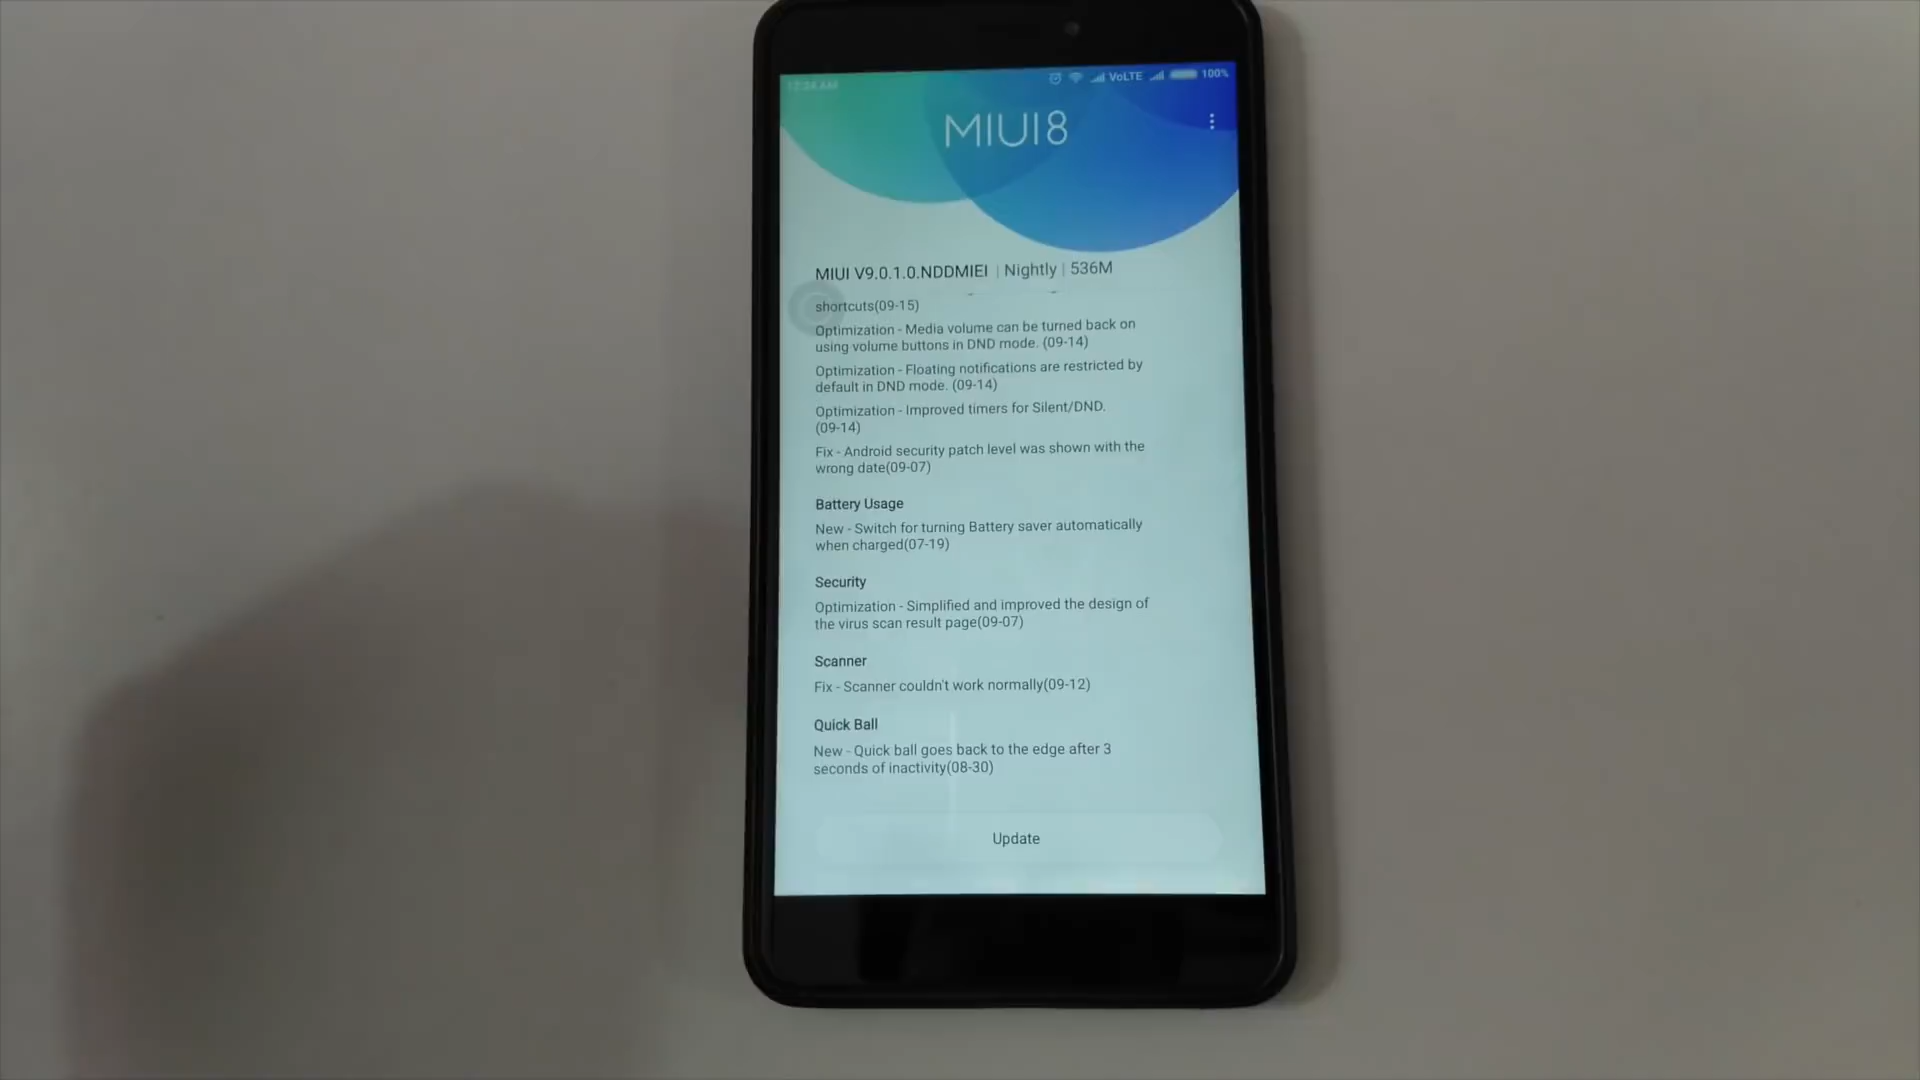 VoLTE 100%
MIUI8
MIUI V9.0.1.0.NDDMIEI | Nightly | 536M
shortcuts(09-15)
Optimization - Media volume can be turned back on
using volume buttons in DND mode. (09-14)
Optimization - Floating notifications are restricted by
default in DND mode. (09-14)
Optimization - Improved timers for Silent/DND.
(09-14)
Fix - Android security patch level was shown with the
wrong date(09-07)
Battery Usage
New - Switch for turning Battery saver automatically
when charged(07-19)
Security
Optimization - Simplified and improved the design of
the virus scan result page(09-07)
Scanner
Fix - Scanner couldn't work normally(09-12)
Quick Ball
New - Quick ball goes back to the edge after 3
seconds of inactivity(08-30)
Update